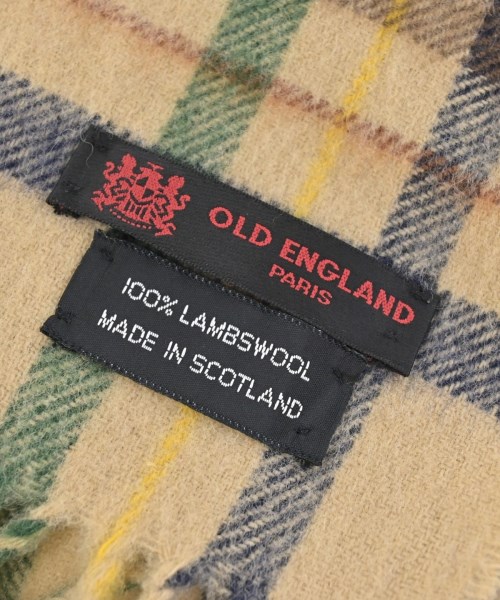 OLD ENGLAND
PARIS
100% LAMBSWOOL
MADE IN SCOTLAND